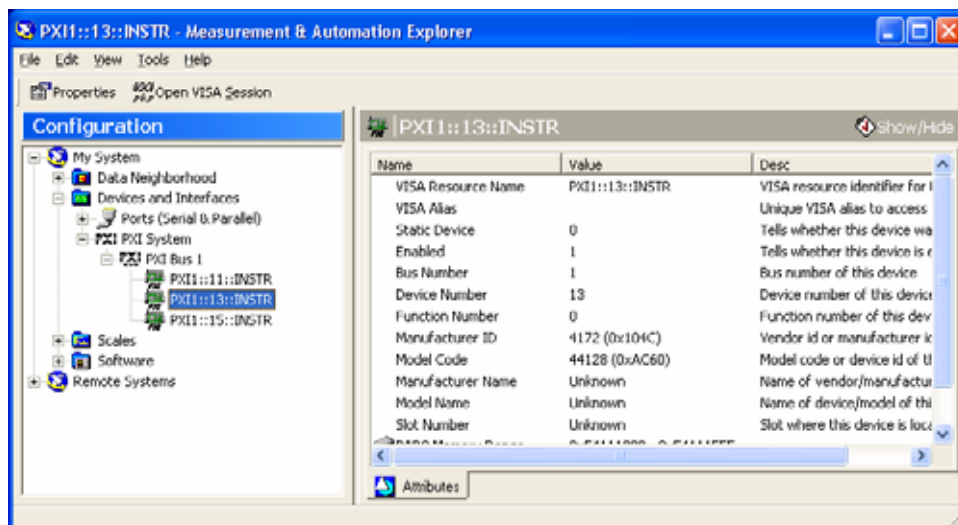 PXI1::13::INSTR - Measurement & Automation Explorer
File Edit View Tools Help
Properties Open VISA Session
Configuration
My System
Data Neighborhood
Devices and Interfaces
Ports (Serial & Parallel)
PXI PXI System
PXI PXI Bus 1
PXI1::11::INSTR
PXI1::13::INSTR
PXI1::15::INSTR
Scales
Software
Remote Systems
PXI1::13::INSTR Show/Hide
Name Value Desc
VISA Resource Name PXI1::13::INSTR VISA resource identifier for
VISA Alias Unique VISA alias to access
Static Device 0 Tells whether this device wa
Enabled 1 Tells whether this device is e
Bus Number 1 Bus number of this device
Device Number 13 Device number of this device
Function Number 0 Function number of this dev
Manufacturer ID 4172 (0x104C) Vendor id or manufacturer ic
Model Code 44128 (0xAC60) Model code or device id of tl
Manufacturer Name Unknown Name of vendor/manufactur
Model Name Unknown Name of device/model of thi
Slot Number Unknown Slot where this device is loca
Attributes